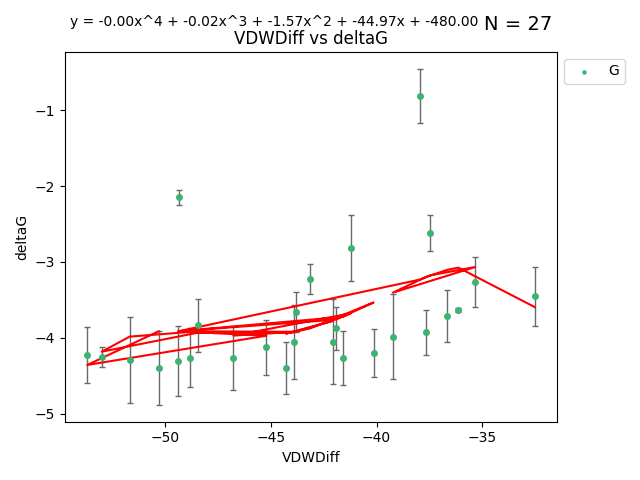 y = -0.00x^4 + -0.02x^3 + -1.57x^2 + -44.97x + -480.00 N = 27
VDWDiff vs deltaG
G
deltaG
−1
−2
−3
−4
−5
−50 −45 −40 −35
VDWDiff